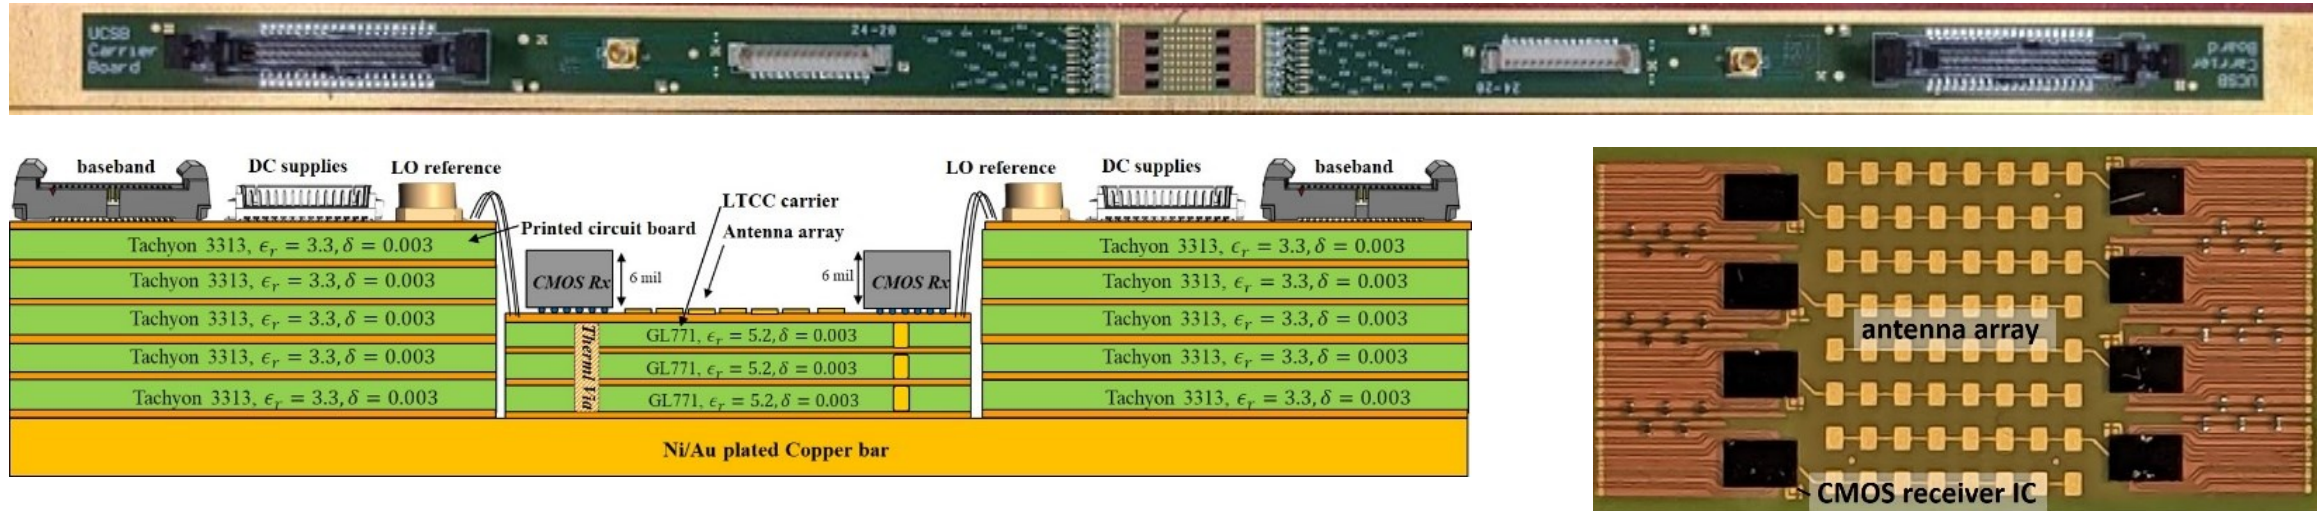 UCSB
Carrier
Board
24-28
24-28
UCSB
Carrier
Board
baseband
DC supplies
LO reference
LO reference
DC supplies
baseband
LTCC carrier
Printed circuit board
Antenna array
Tachyon 3313, ϵᵣ = 3.3, δ = 0.003
Tachyon 3313, ϵᵣ = 3.3, δ = 0.003
Tachyon 3313, ϵᵣ = 3.3, δ = 0.003
Tachyon 3313, ϵᵣ = 3.3, δ = 0.003
Tachyon 3313, ϵᵣ = 3.3, δ = 0.003
CMOS Rx
6 mil
6 mil
CMOS Rx
Thermal Via
GL771, ϵᵣ = 5.2, δ = 0.003
GL771, ϵᵣ = 5.2, δ = 0.003
GL771, ϵᵣ = 5.2, δ = 0.003
Tachyon 3313, ϵᵣ = 3.3, δ = 0.003
Tachyon 3313, ϵᵣ = 3.3, δ = 0.003
Tachyon 3313, ϵᵣ = 3.3, δ = 0.003
Tachyon 3313, ϵᵣ = 3.3, δ = 0.003
Tachyon 3313, ϵᵣ = 3.3, δ = 0.003
Ni/Au plated Copper bar
antenna array
CMOS receiver IC